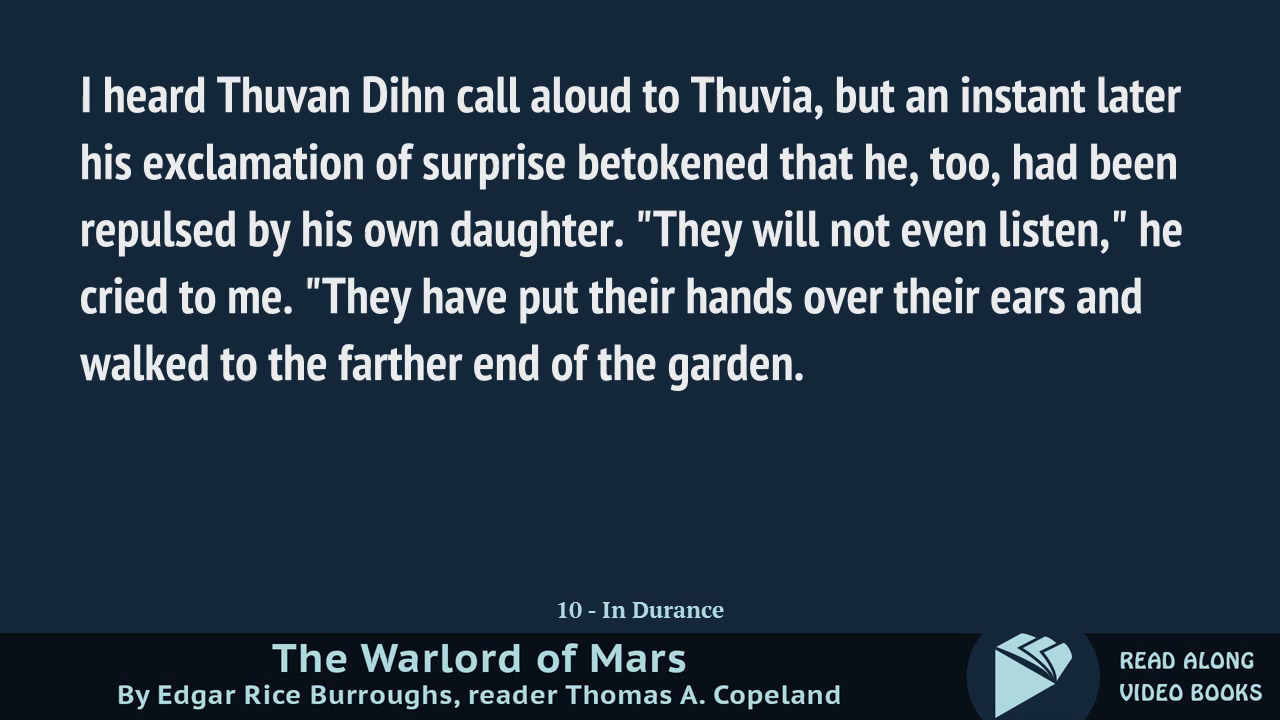 I heard Thuvan Dihn call aloud to Thuvia, but an instant later
his exclamation of surprise betokened that he, too, had been
repulsed by his own daughter. "They will not even listen," he
cried to me. "They have put their hands over their ears and
walked to the farther end of the garden.
10 - In Durance
The Warlord of Mars
By Edgar Rice Burroughs, reader Thomas A. Copeland
READ ALONG
VIDEO BOOKS